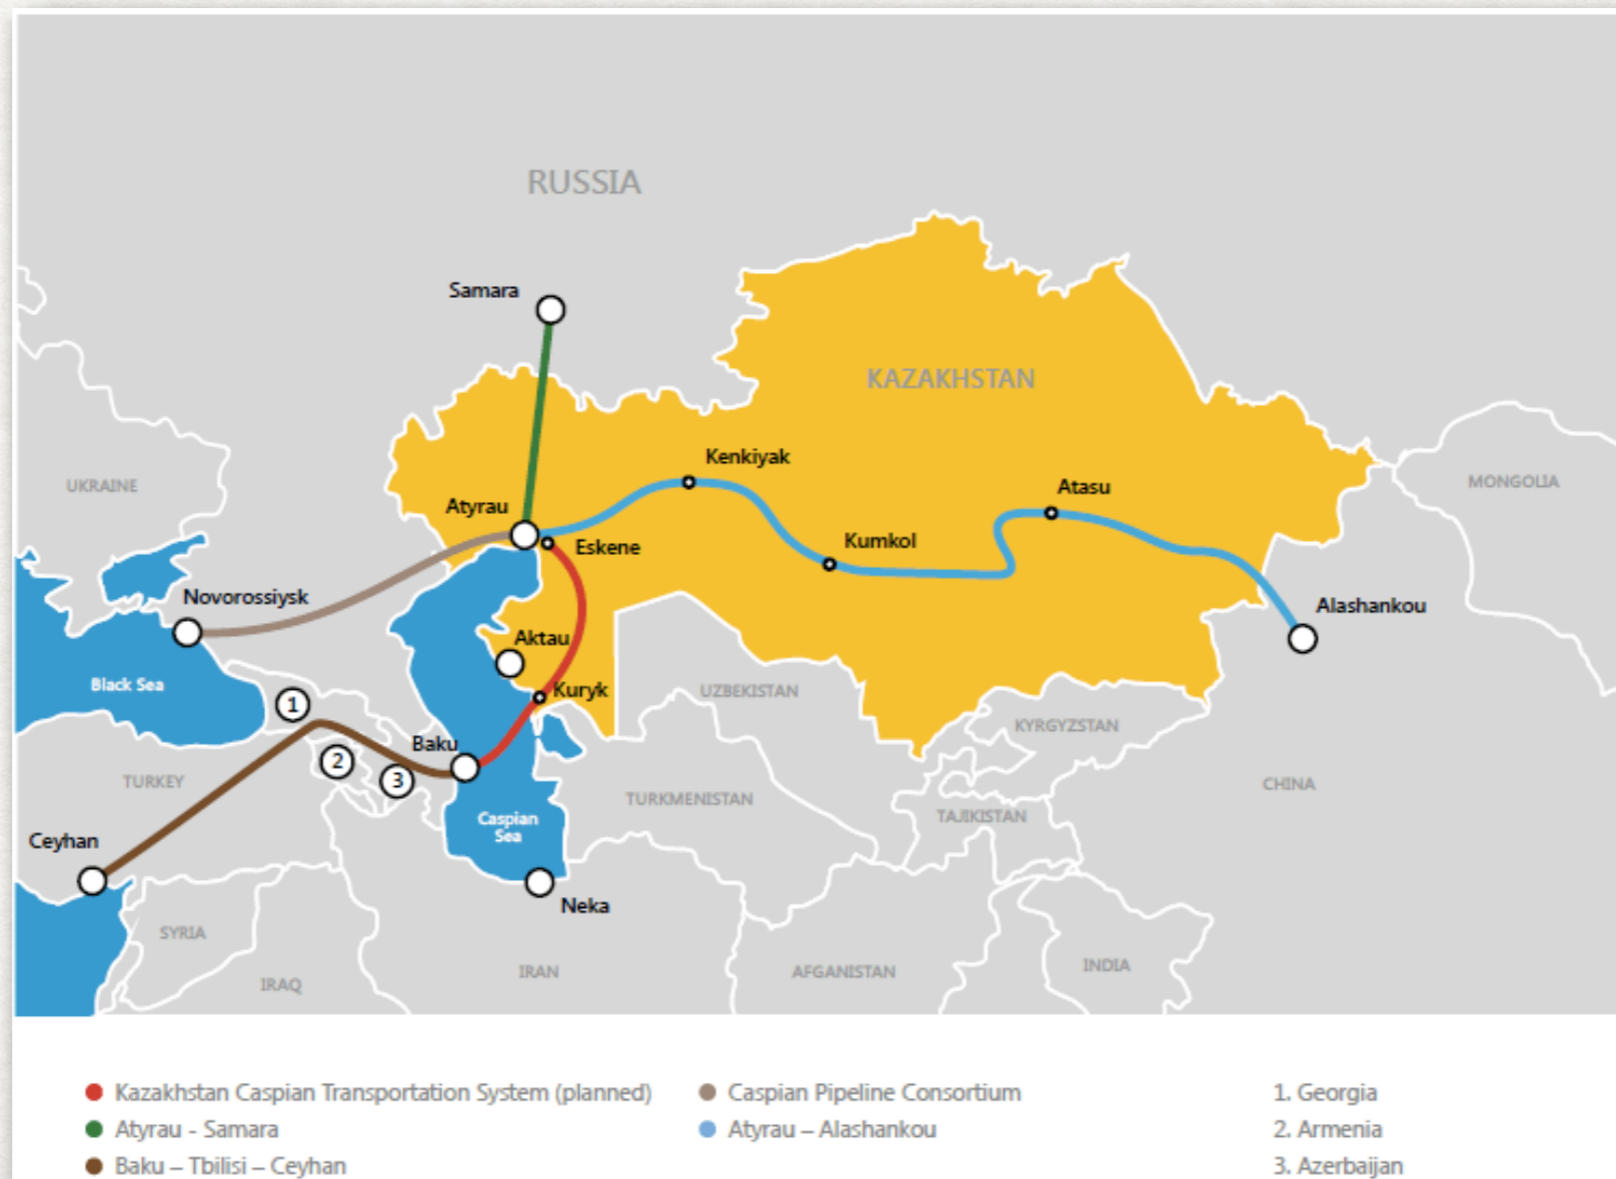 RUSSIA
Samara
KAZAKHSTAN
Kenkiyak
UKRAINE
MONGOLIA
Atasu
Atyrau
Kumkol
Eskene
Novorossiysk
Alashankou
Aktau
Black Sea
Kuryk
UZBEKISTAN
1
KYRGYZSTAN
Baku
2
3
TURKEY
CHINA
TURKMENISTAN
Caspian
Sea
TAJIKISTAN
Ceyhan
Neka
SYRIA
IRAQ
IRAN
AFGANISTAN
INDIA
Kazakhstan Caspian Transportation System (planned)
Atyrau - Samara
Baku – Tbilisi – Ceyhan
Caspian Pipeline Consortium
Atyrau – Alashankou
1. Georgia
2. Armenia
3. Azerbaijan